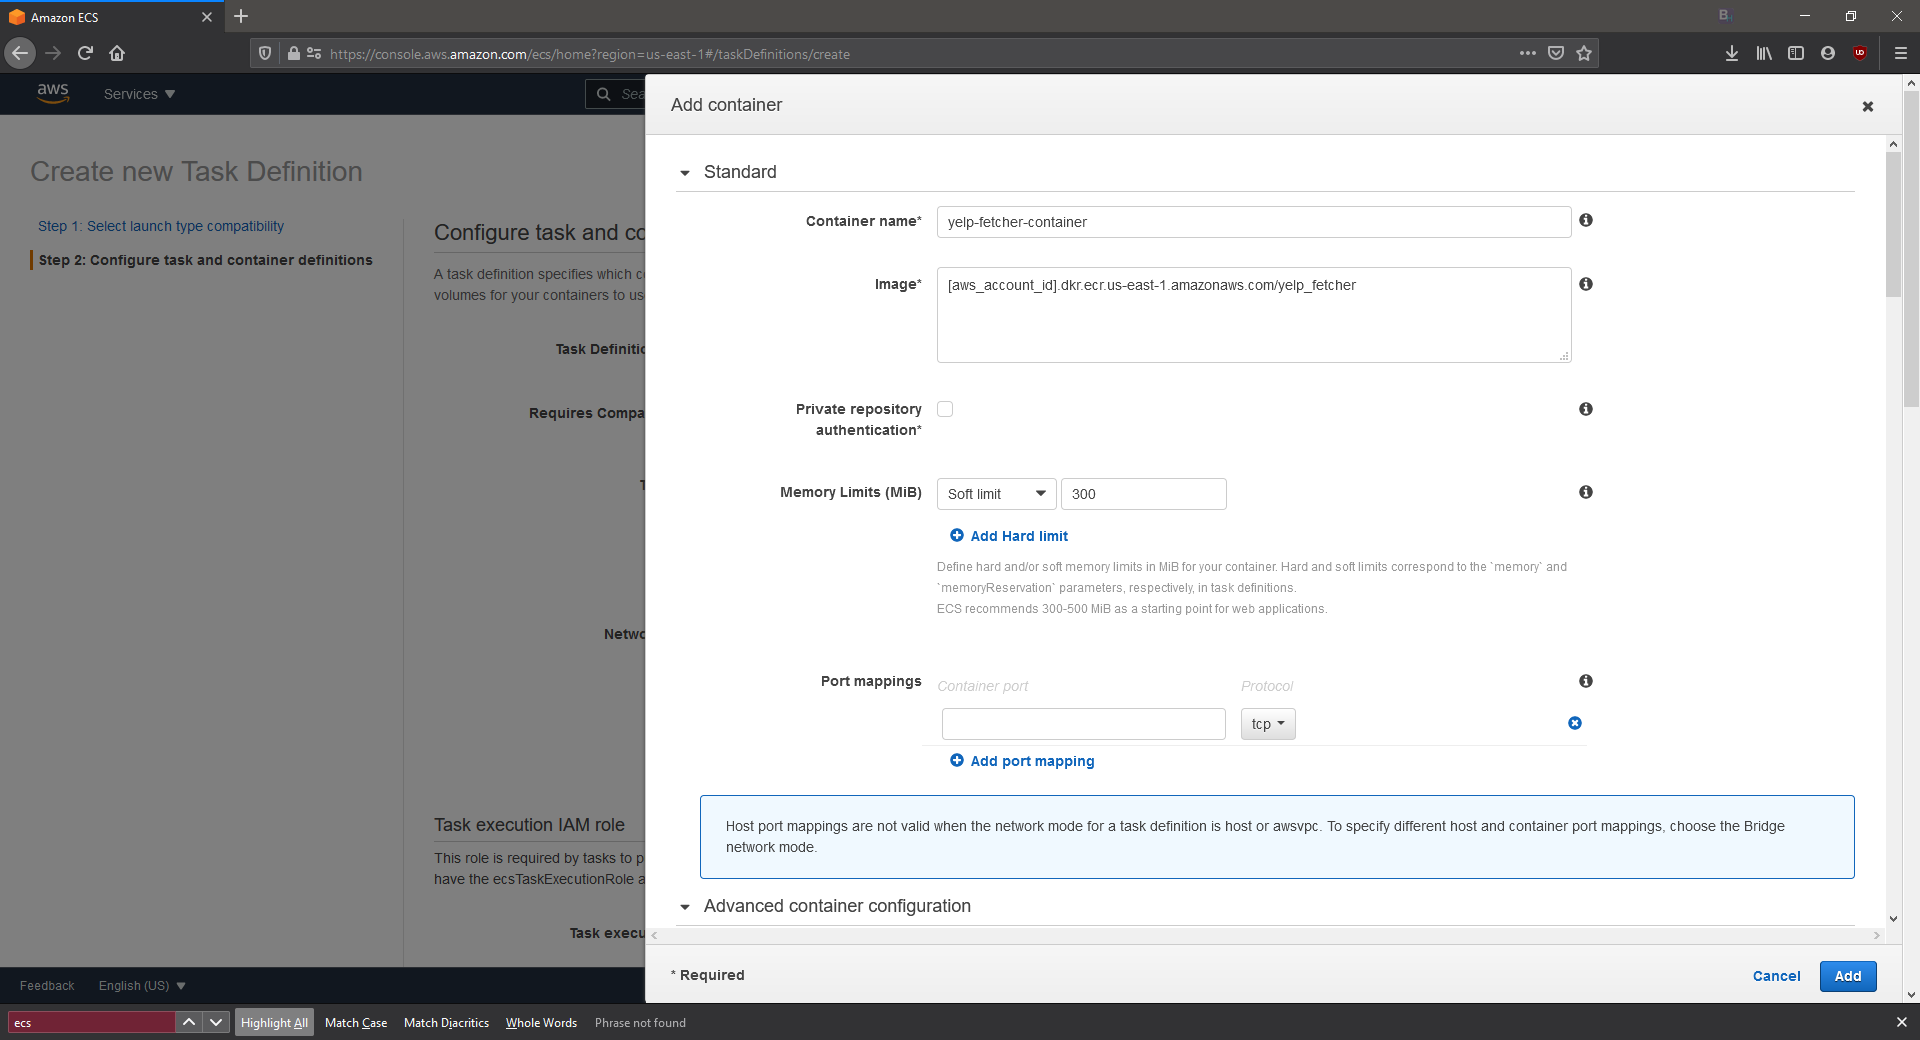 Amazon ECS
https://console.aws.amazon.com/ecs/home?region=us-east-1#/taskDefinitions/create
aws
Services
Sea
Create new Task Definition
Step 1: Select launch type compatibility
Step 2: Configure task and container definitions
Configure task and co
A task definition specifies which c
volumes for your containers to use
Task Definitio
Requires Compa
T
Netwo
Task execution IAM role
This role is required by tasks to p
have the ecsTaskExecutionRole a
Task execu
Add container
Standard
Container name*
yelp-fetcher-container
Image*
[aws_account_id].dkr.ecr.us-east-1.amazonaws.com/yelp_fetcher
Private repository
authentication*
Memory Limits (MiB)
Soft limit
300
Add Hard limit
Define hard and/or soft memory limits in MiB for your container. Hard and soft limits correspond to the `memory` and
`memoryReservation` parameters, respectively, in task definitions.
ECS recommends 300-500 MiB as a starting point for web applications.
Port mappings
Container port
Protocol
tcp
Add port mapping
Host port mappings are not valid when the network mode for a task definition is host or awsvpc. To specify different host and container port mappings, choose the Bridge
network mode.
Advanced container configuration
* Required
Cancel
Add
Feedback
English (US)
ecs
Highlight All
Match Case
Match Diacritics
Whole Words
Phrase not found